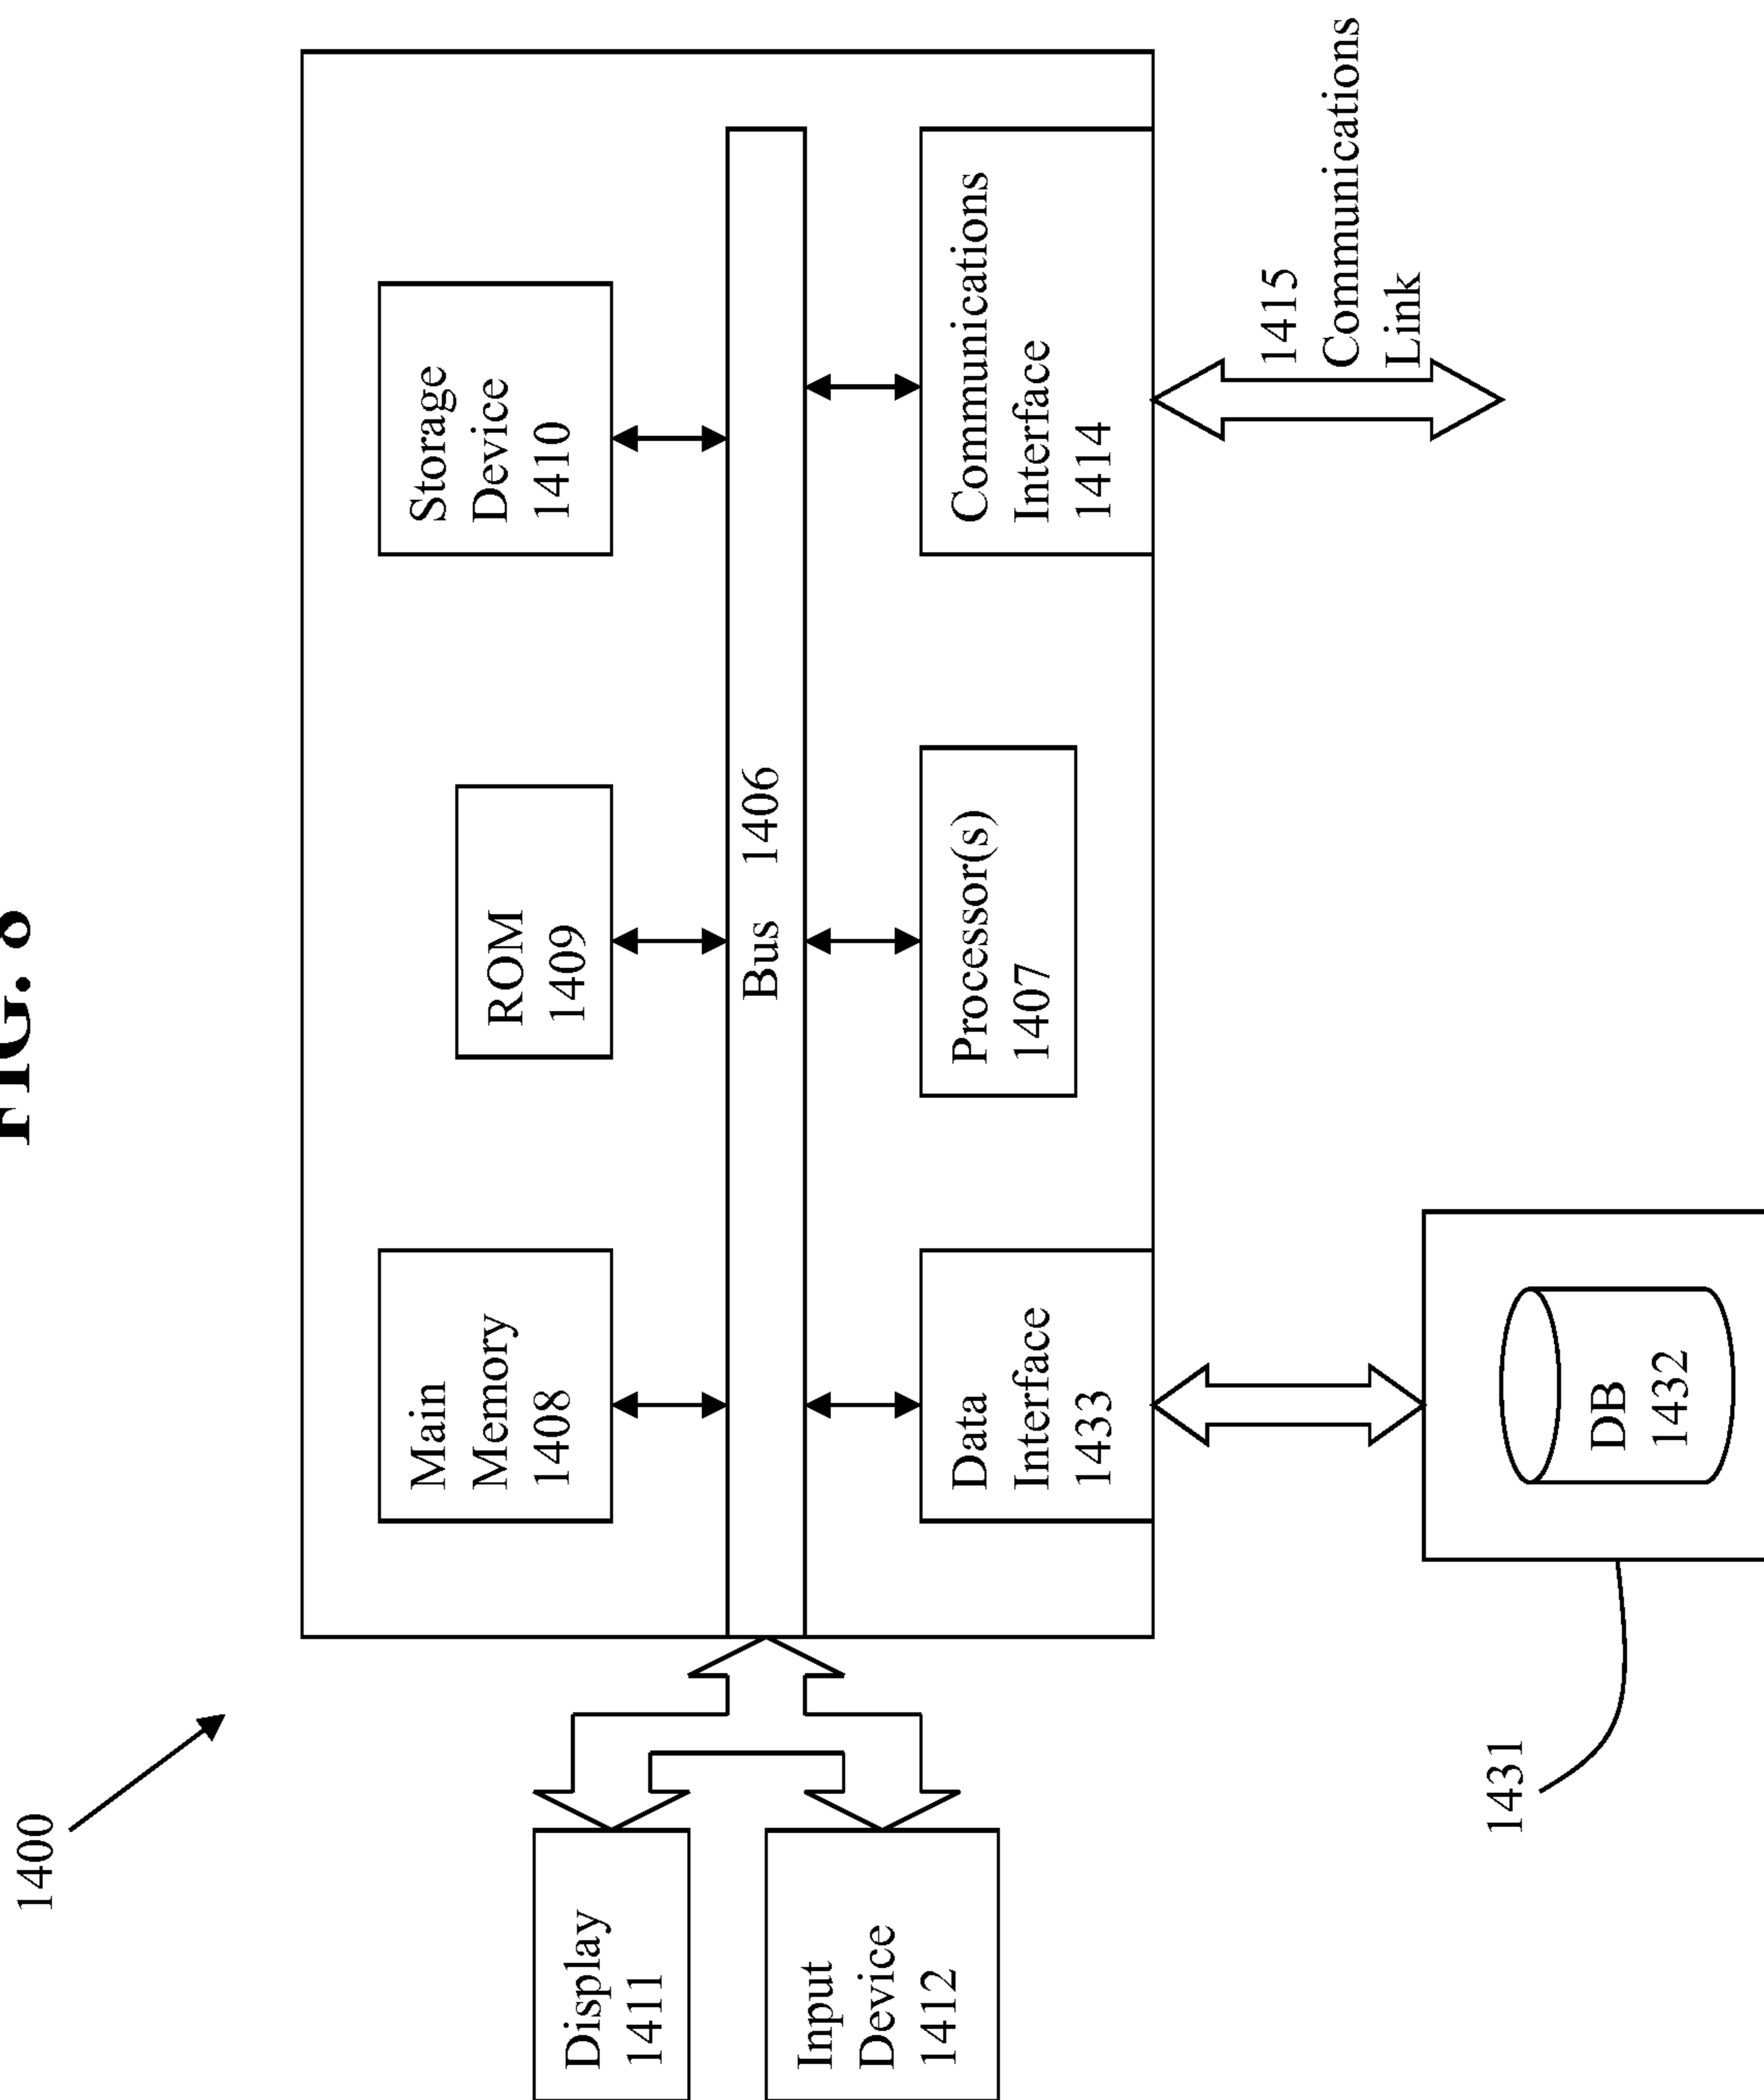 FIG. 8
1400
Main
Memory
1408
ROM
1409
Storage
Device
1410
Display
1411
Bus 1406
Input
Device
1412
Data
Interface
1433
Processor(s)
1407
Communications
Interface
1414
1415
Communications
Link
1431
DB
1432